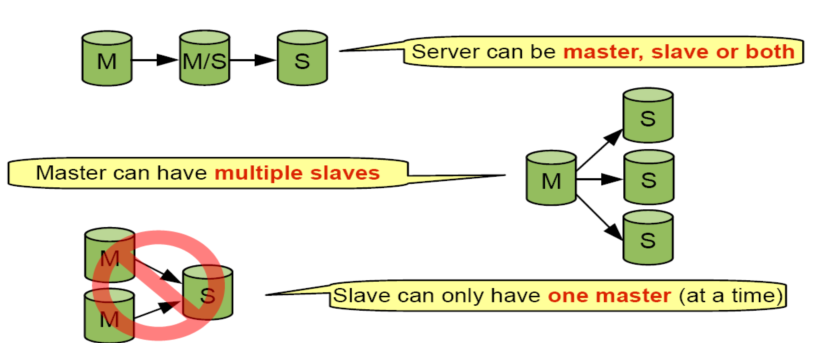 M M/S S
Server can be master, slave or both
S
M S
S
Master can have multiple slaves
M
S
M
Slave can only have one master (at a time)